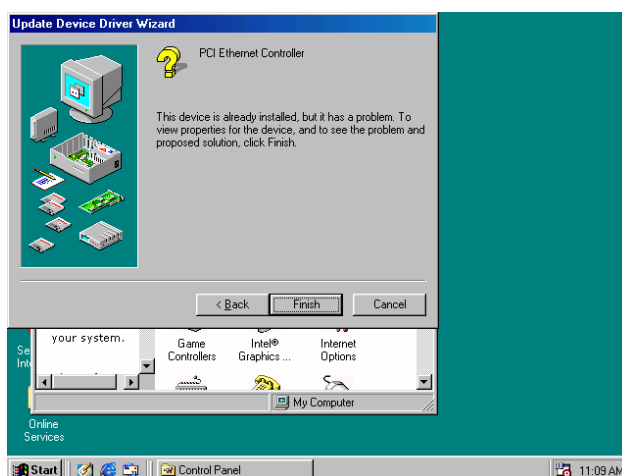 Update Device Driver Wizard
PCI Ethernet Controller
This device is already installed, but it has a problem. To
view properties for the device, and to see the problem and
proposed solution, click Finish.
< Back
Finish
Cancel
your system.
Game
Controllers
Intel®
Graphics ...
Internet
Options
Se
Int
My Computer
Online
Services
Start
Control Panel
11:09 AM